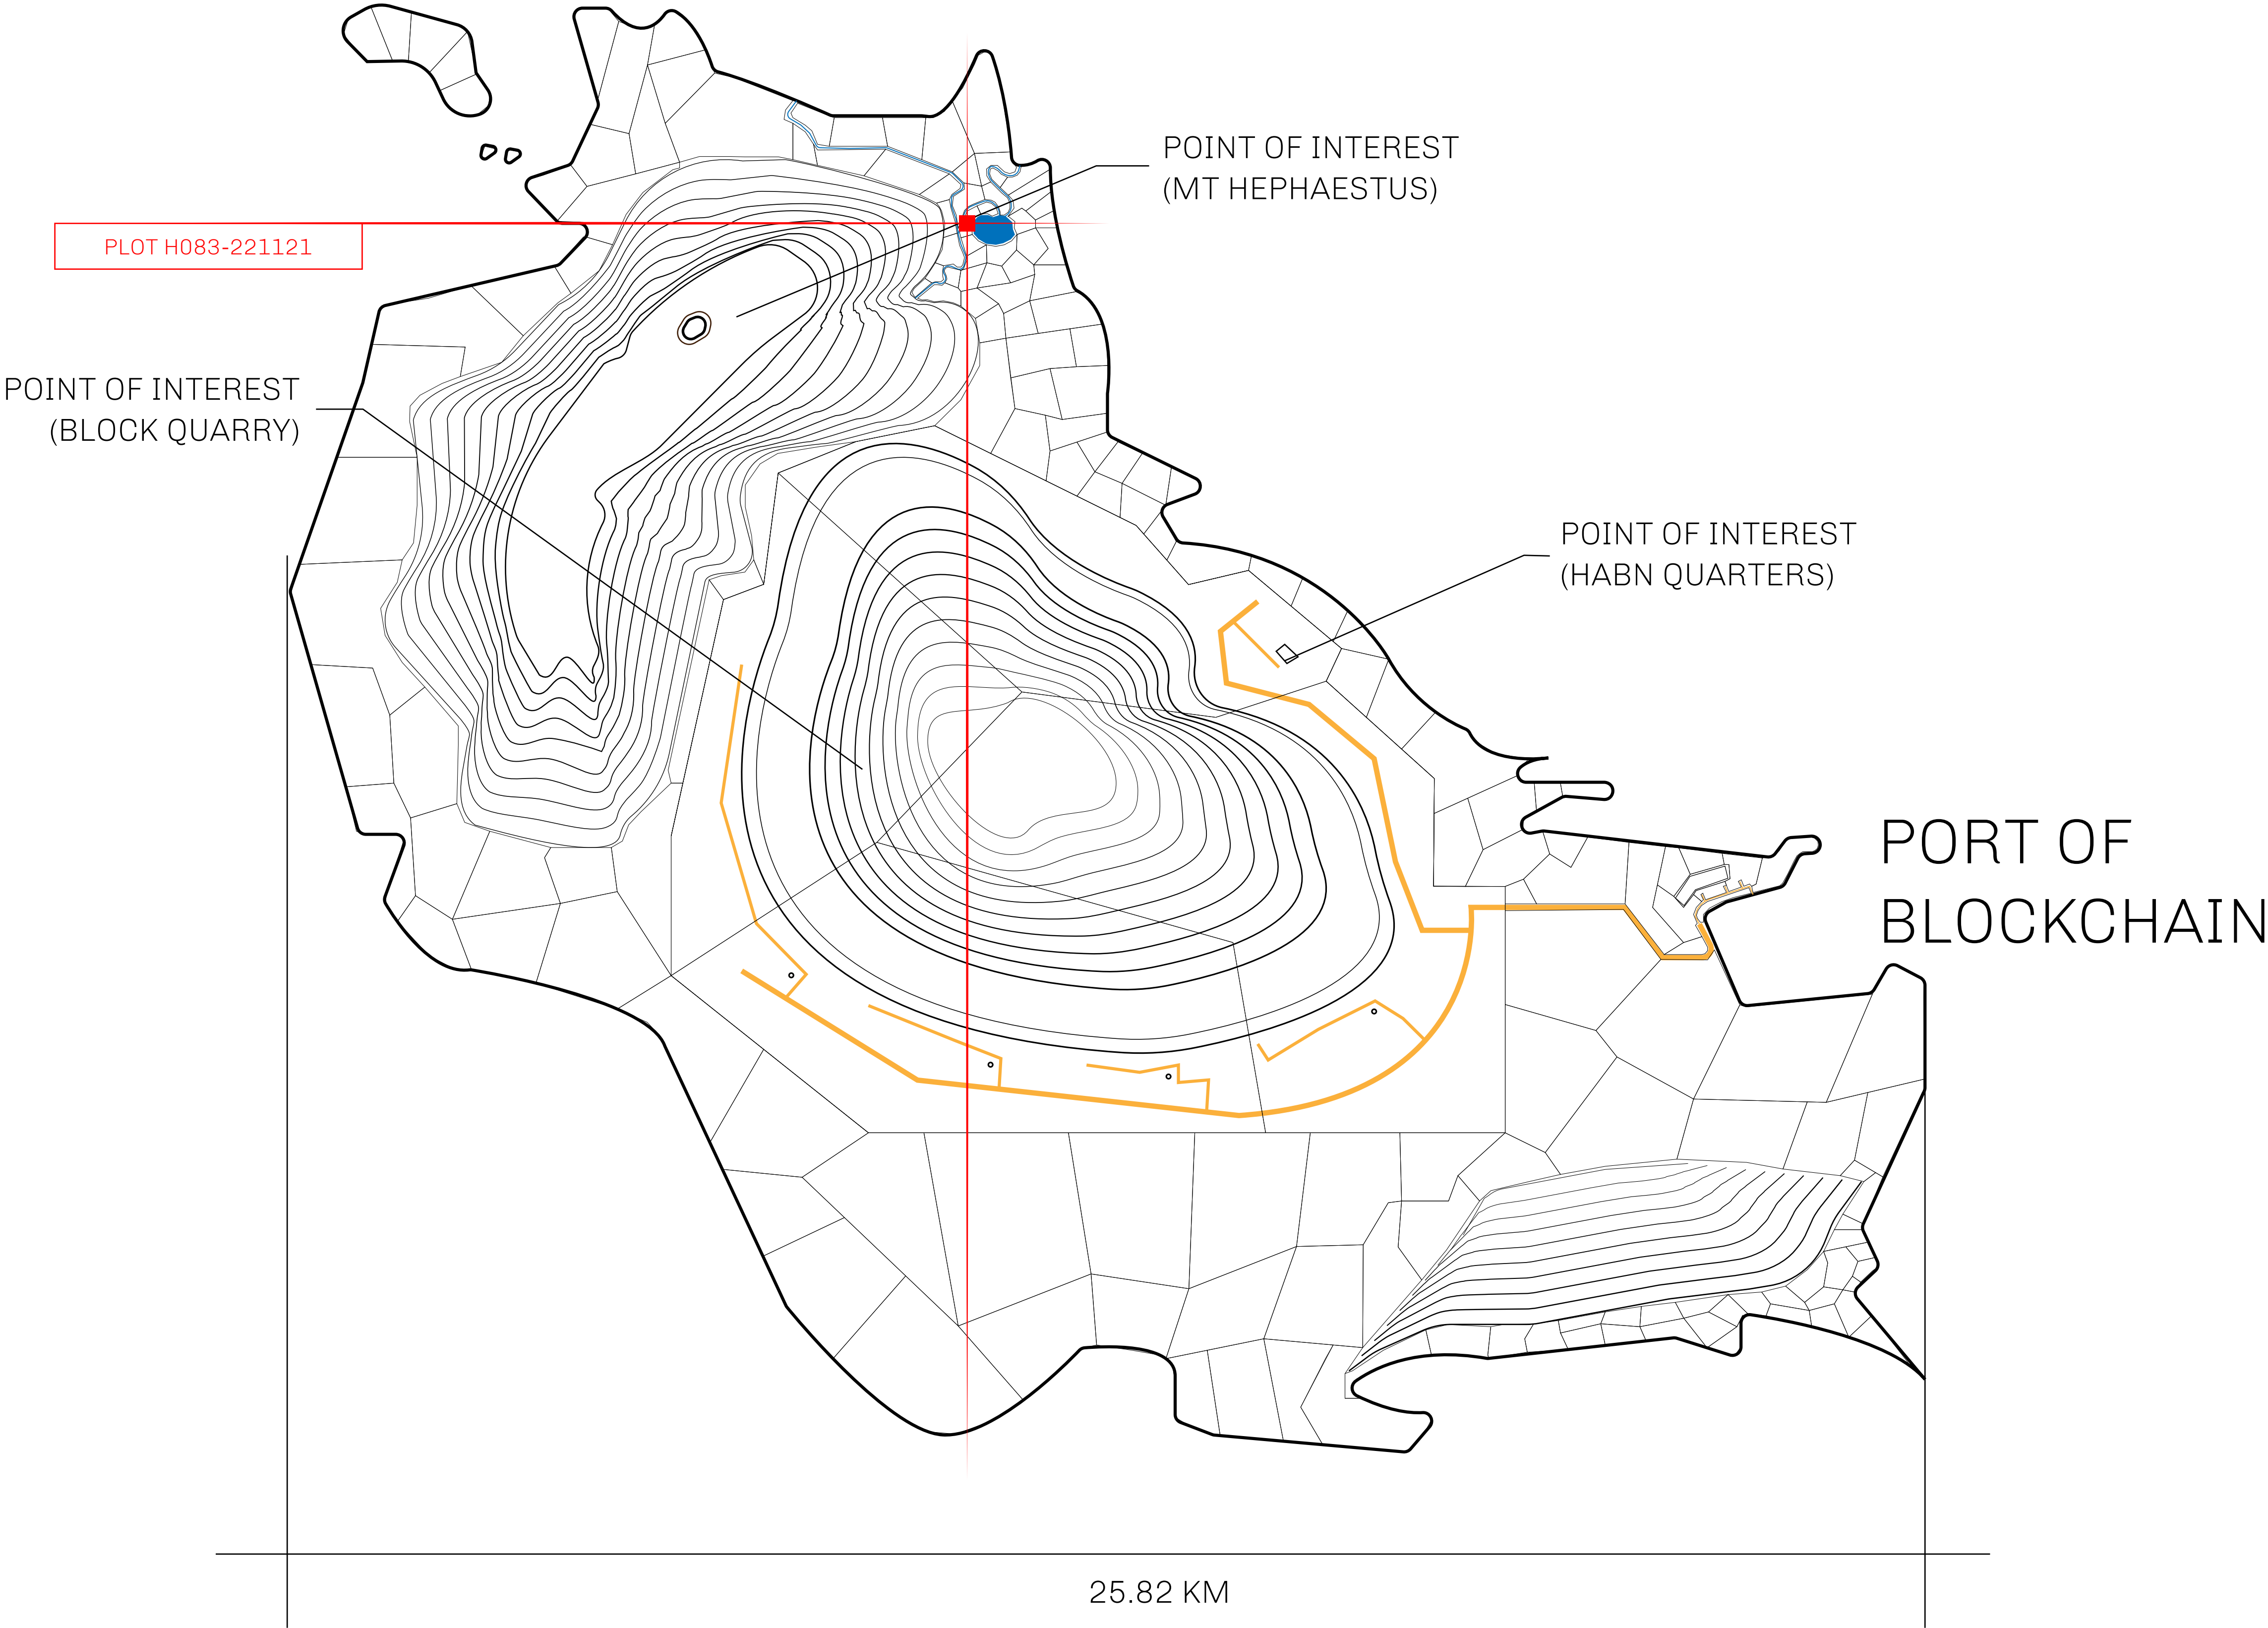 POINT OF INTEREST
(MT HEPHAESTUS)
PLOT H083-221121
POINT OF INTEREST
(BLOCK QUARRY)
POINT OF INTEREST
(HABN QUARTERS)
PORT OF
BLOCKCHAIN
25.82 KM